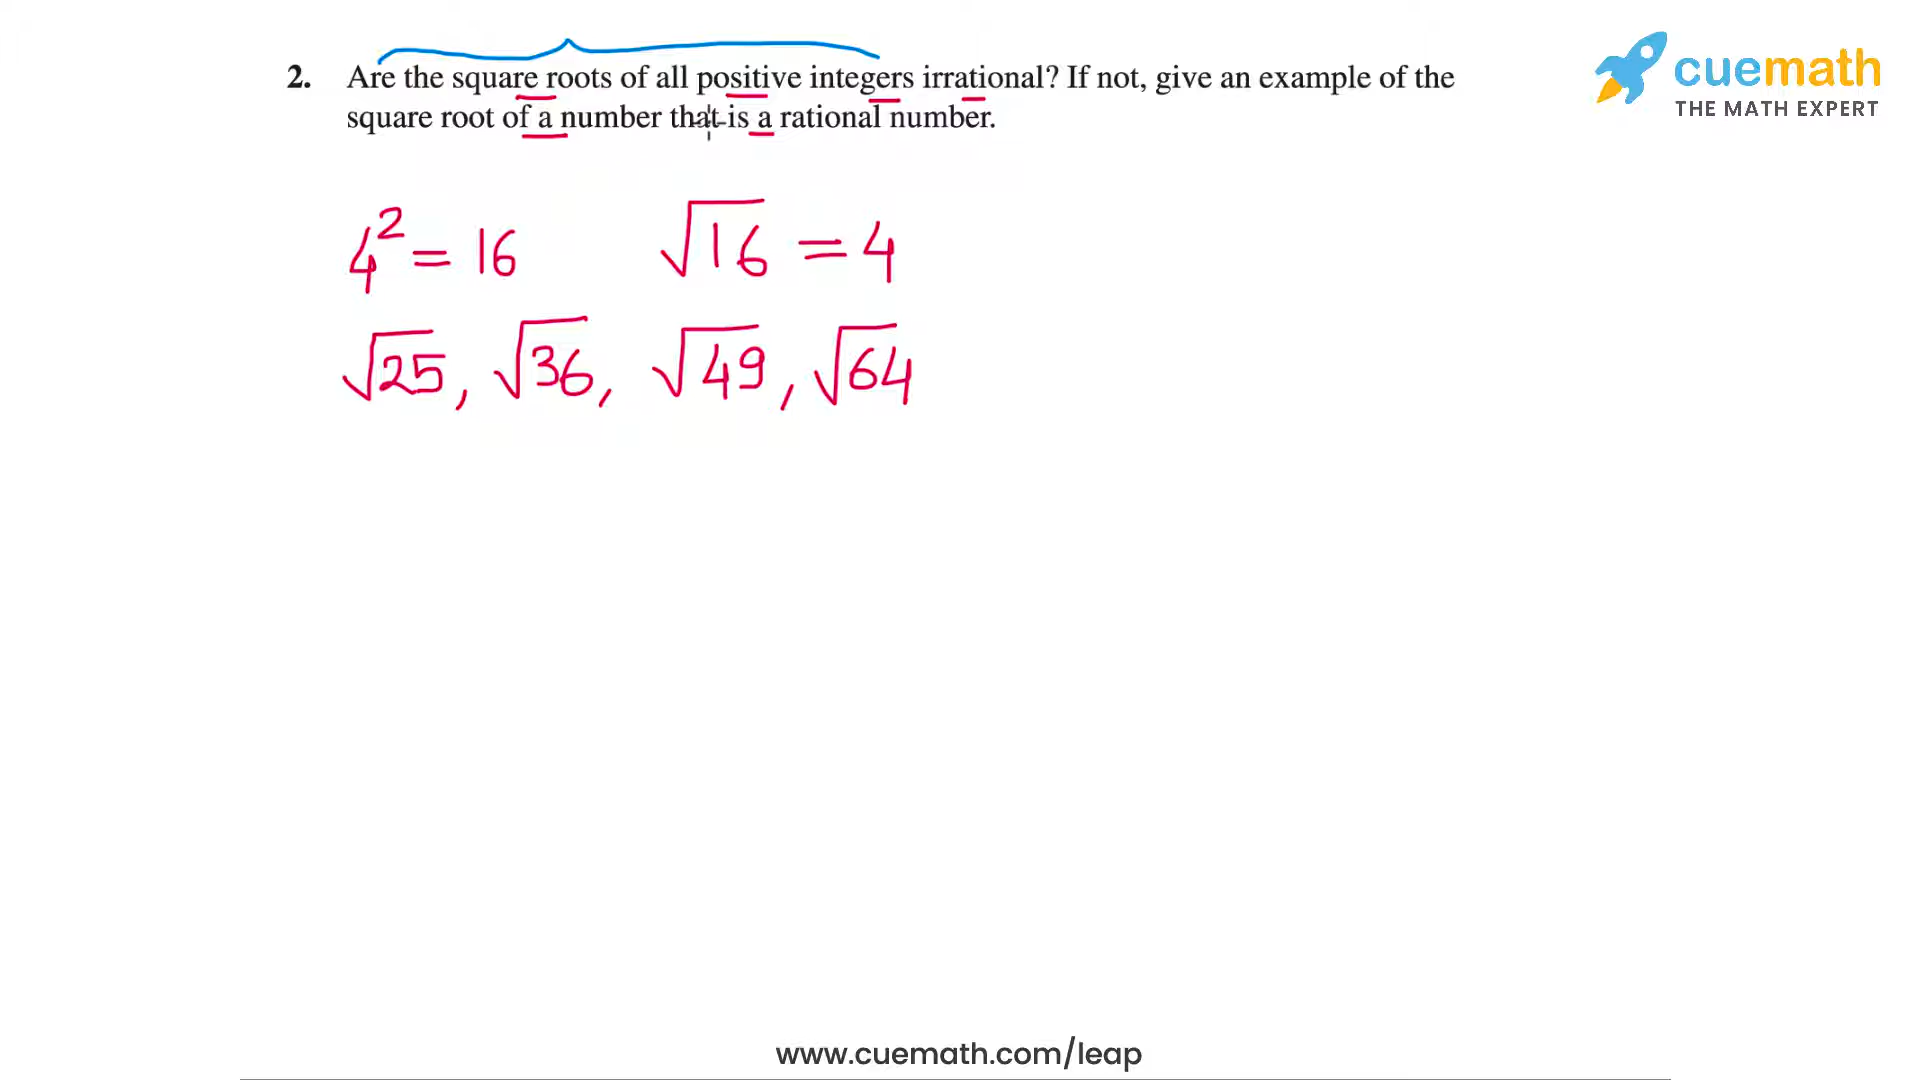 2. Are the square roots of all positive integers irrational? If not, give an example of the
square root of a number that is a rational number.
cuemath
THE MATH EXPERT
4² = 16 √16 = 4
√25, √36, √49, √64
www.cuemath.com/leap